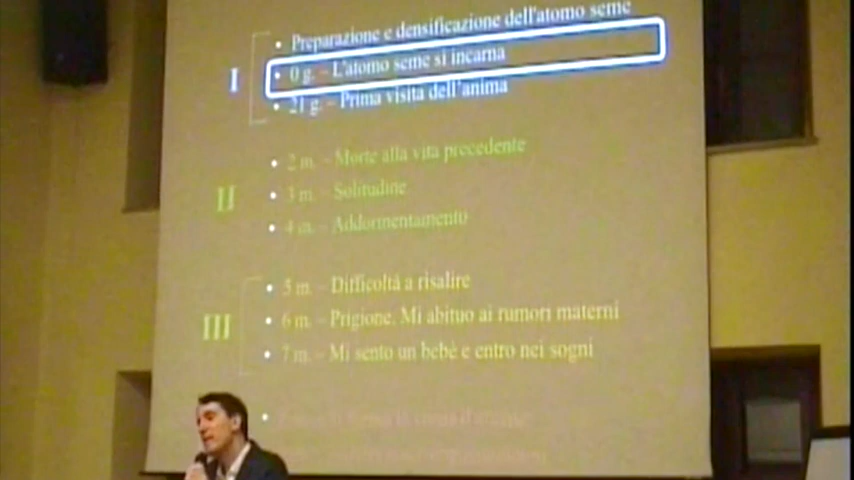 I
• Preparazione e densificazione dell'atomo seme
• 0 g. – L'atomo seme si incarna
• 21 g. – Prima visita dell'anima
II
• 2 m. – Morte alla vita precedente
• 3 m. – Solitudine
• 4 m. – Addormentamento
III
• 5 m. – Difficoltà a risalire
• 6 m. – Prigione. Mi abituo ai rumori materni
• 7 m. – Mi sento un bebè e entro nei sogni